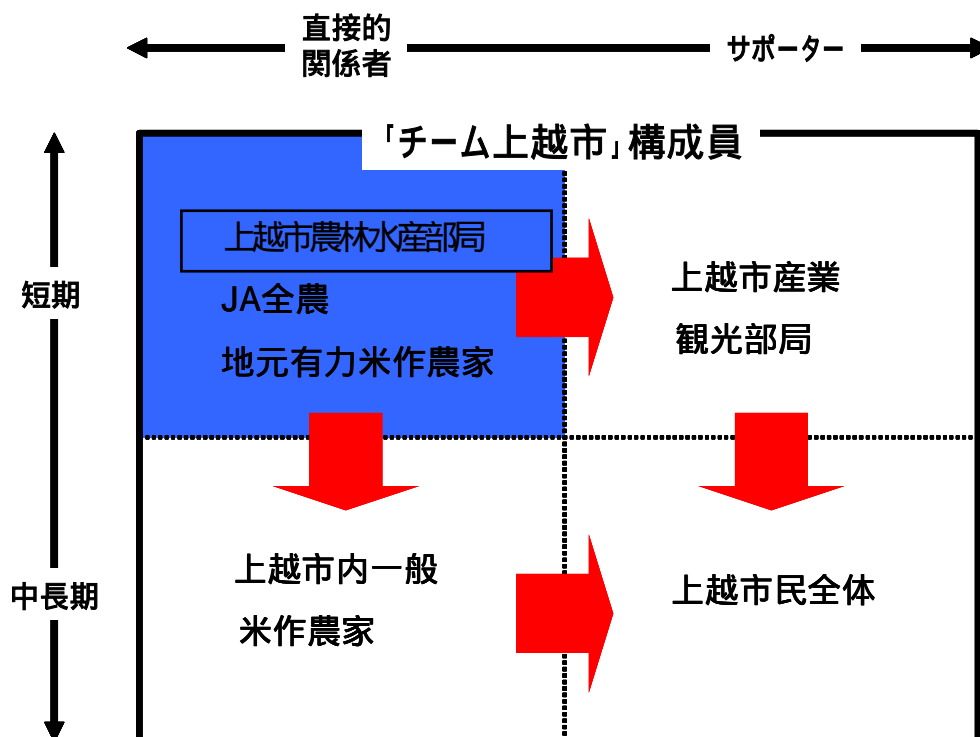 直接的
関係者
サポーター
「チーム上越市」構成員
短期
上越市農林水産部局
JA全農
地元有力米作農家
上越市産業
観光部局
中長期
上越市内一般
米作農家
上越市民全体